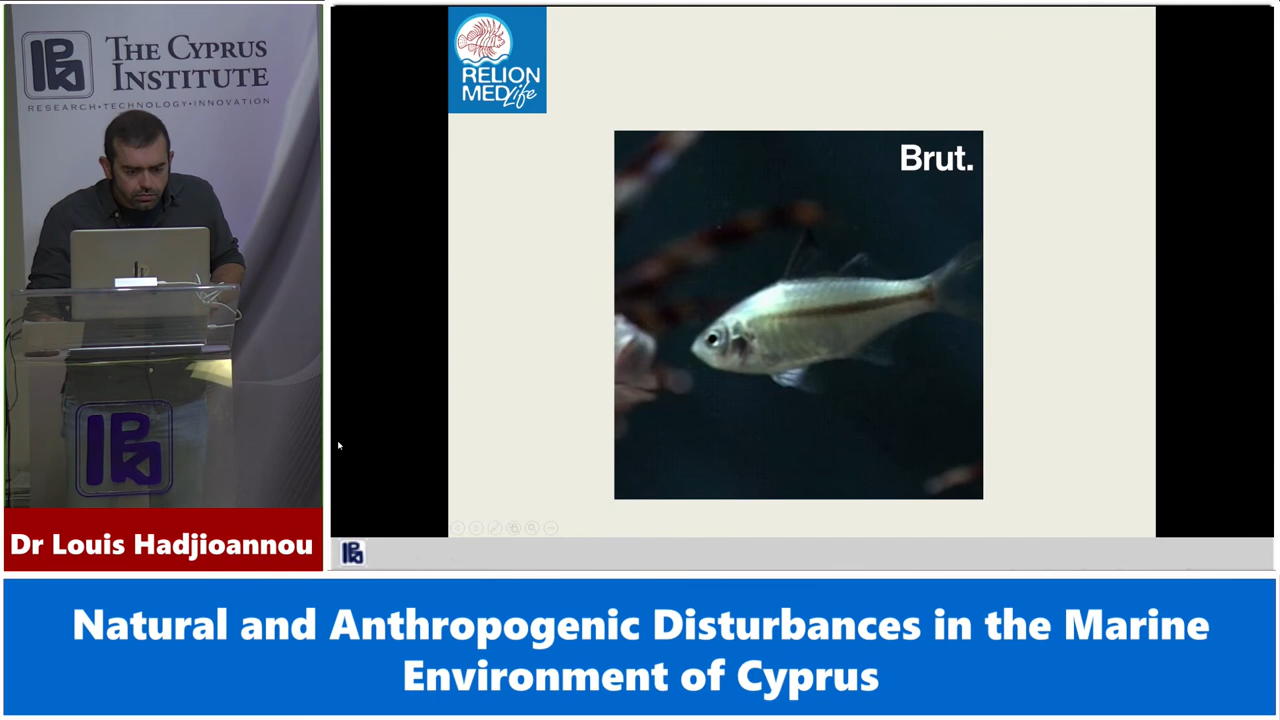 THE CYPRUS
INSTITUTE
RESEARCH•TECHNOLOGY•INNOVATION
RELION
MEDLife
Brut.
Dr Louis Hadjioannou
Natural and Anthropogenic Disturbances in the Marine
Environment of Cyprus